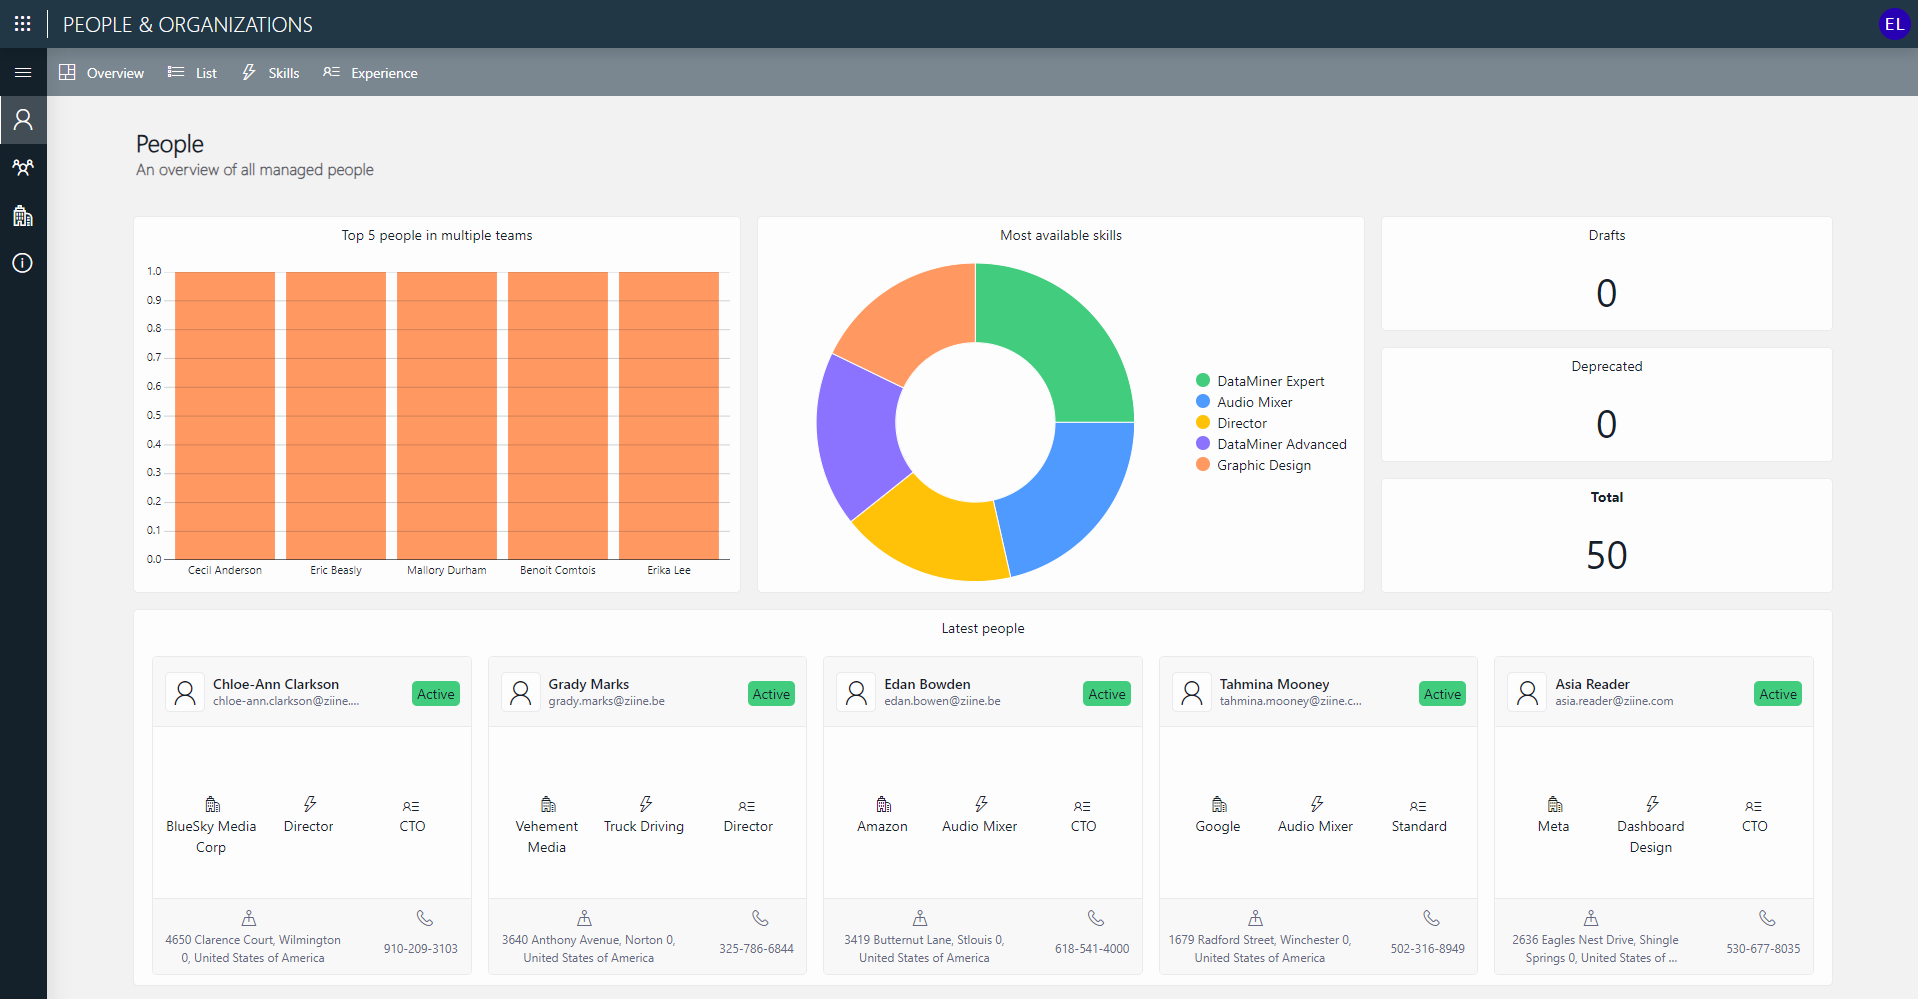 PEOPLE & ORGANIZATIONS
EL
Overview
List
Skills
Experience
People
An overview of all managed people
Top 5 people in multiple teams
1.0
0.9
0.8
0.7
0.6
0.5
0.4
0.3
0.2
0.1
0.0
Cecil Anderson
Eric Beasly
Mallory Durham
Benoit Comtois
Erika Lee
Most available skills
DataMiner Expert
Audio Mixer
Director
DataMiner Advanced
Graphic Design
Drafts
0
Deprecated
0
Total
50
Latest people
Chloe-Ann Clarkson
chloe-ann.clarkson@ziine....
Active
BlueSky Media
Corp
Director
CTO
4650 Clarence Court, Wilmington
0, United States of America
910-209-3103
Grady Marks
grady.marks@ziine.be
Active
Vehement
Media
Truck Driving
Director
3640 Anthony Avenue, Norton 0,
United States of America
325-786-6844
Edan Bowden
edan.bowen@ziine.be
Active
Amazon
Audio Mixer
CTO
3419 Butternut Lane, Stlouis 0,
United States of America
618-541-4000
Tahmina Mooney
tahmina.mooney@ziine.c...
Active
Google
Audio Mixer
Standard
1679 Radford Street, Winchester 0,
United States of America
502-316-8949
Asia Reader
asia.reader@ziine.com
Active
Meta
Dashboard
Design
CTO
2636 Eagles Nest Drive, Shingle
Springs 0, United States of ...
530-677-8035